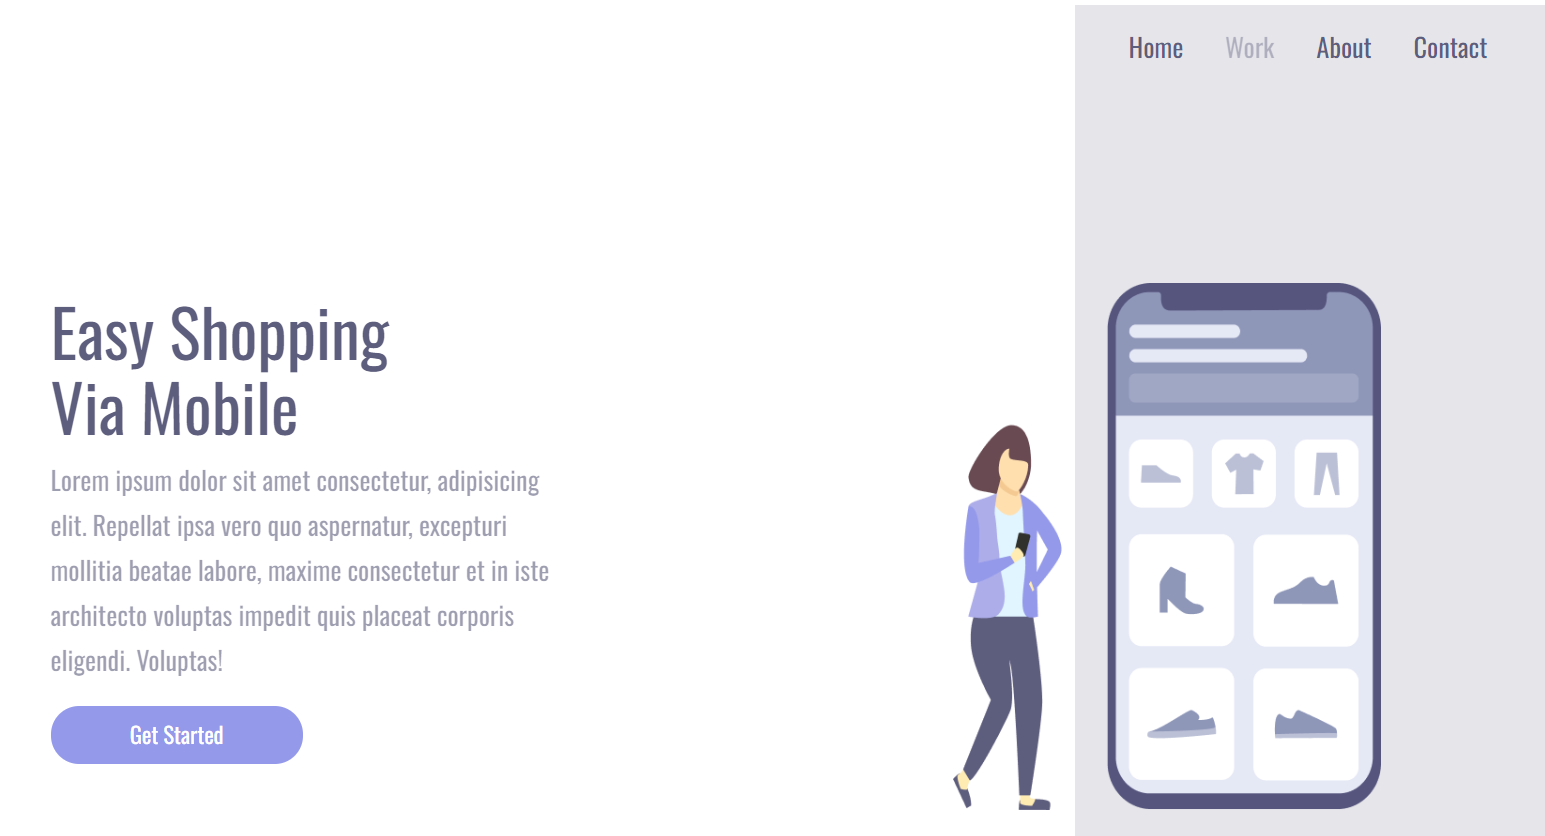 Home Work About Contact
Easy Shopping
Via Mobile
Lorem ipsum dolor sit amet consectetur, adipisicing
elit. Repellat ipsa vero quo aspernatur, excepturi
mollitia beatae labore, maxime consectetur et in iste
architecto voluptas impedit quis placeat corporis
eligendi. Voluptas!
Get Started